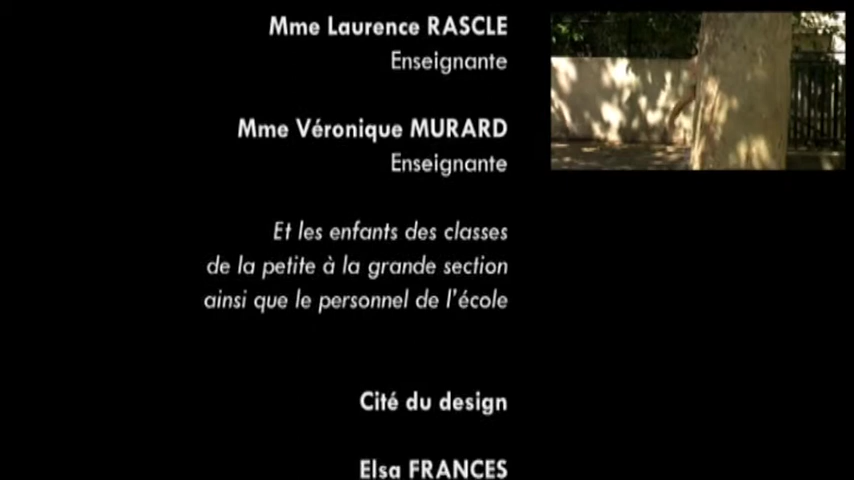 Mme Laurence RASCLE
Enseignante
Mme Véronique MURARD
Enseignante
Et les enfants des classes
de la petite à la grande section
ainsi que le personnel de l'école
Cité du design
Elsa FRANCES